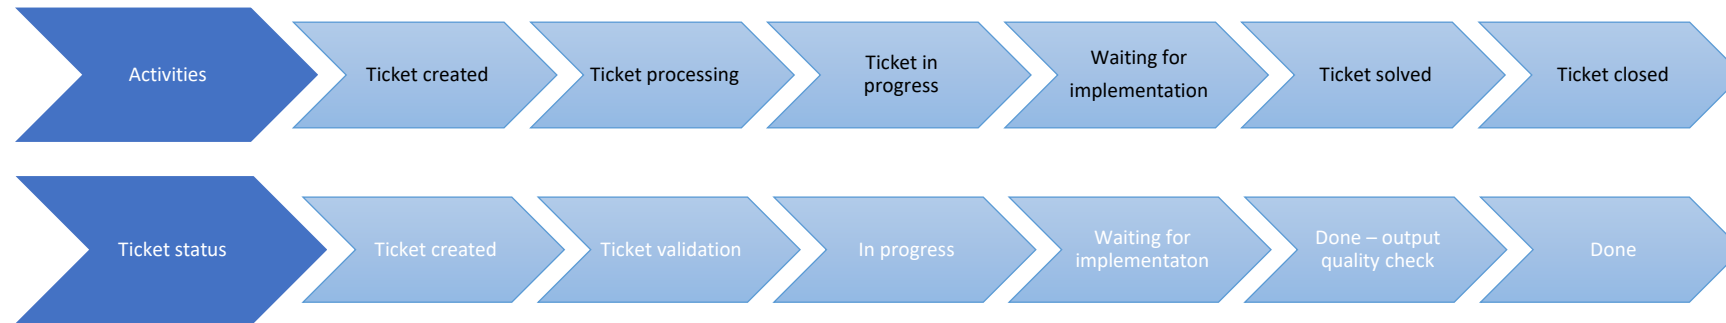 Activities
Ticket created
Ticket processing
Ticket in
progress
Waiting for
implementation
Ticket solved
Ticket closed
Ticket status
Ticket created
Ticket validation
In progress
Waiting for
implementaton
Done – output
quality check
Done